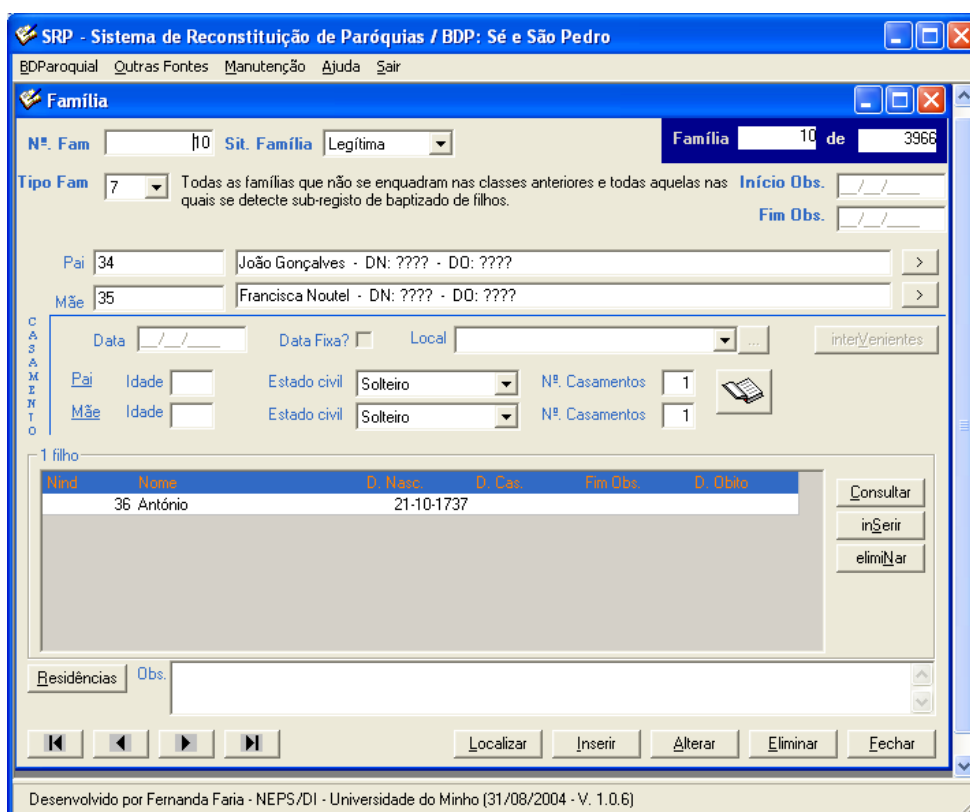 SRP - Sistema de Reconstituição de Paróquias / BDP: Sé e São Pedro
BDParoquial Outras Fontes Manutenção Ajuda Sair
Família
Nº. Fam 10 Sit. Família Legítima Família 10 de 3966
Tipo Fam 7 Todas as famílias que não se enquadram nas classes anteriores e todas aquelas nas Início Obs. __/__/____
quais se detecte sub-registo de baptizado de filhos.
Fim Obs. __/__/____
Pai 34 João Gonçalves - DN: ???? - DO: ???? >
Mãe 35 Francisca Noutel - DN: ???? - DO: ???? >
CASAMENTO
Data __/__/____ Data Fixa? Local ... interVenientes
Pai Idade Estado civil Solteiro Nº. Casamentos 1
Mãe Idade Estado civil Solteiro Nº. Casamentos 1
1 filho
Nind Nome D. Nasc. D. Cas. Fim Obs. D. Obito
36 António 21-10-1737
Consultar
inSerir
elimiNar
Residências Obs.
Localizar Inserir Alterar Eliminar Fechar
Desenvolvido por Fernanda Faria - NEPS/DI - Universidade do Minho (31/08/2004 - V. 1.0.6)